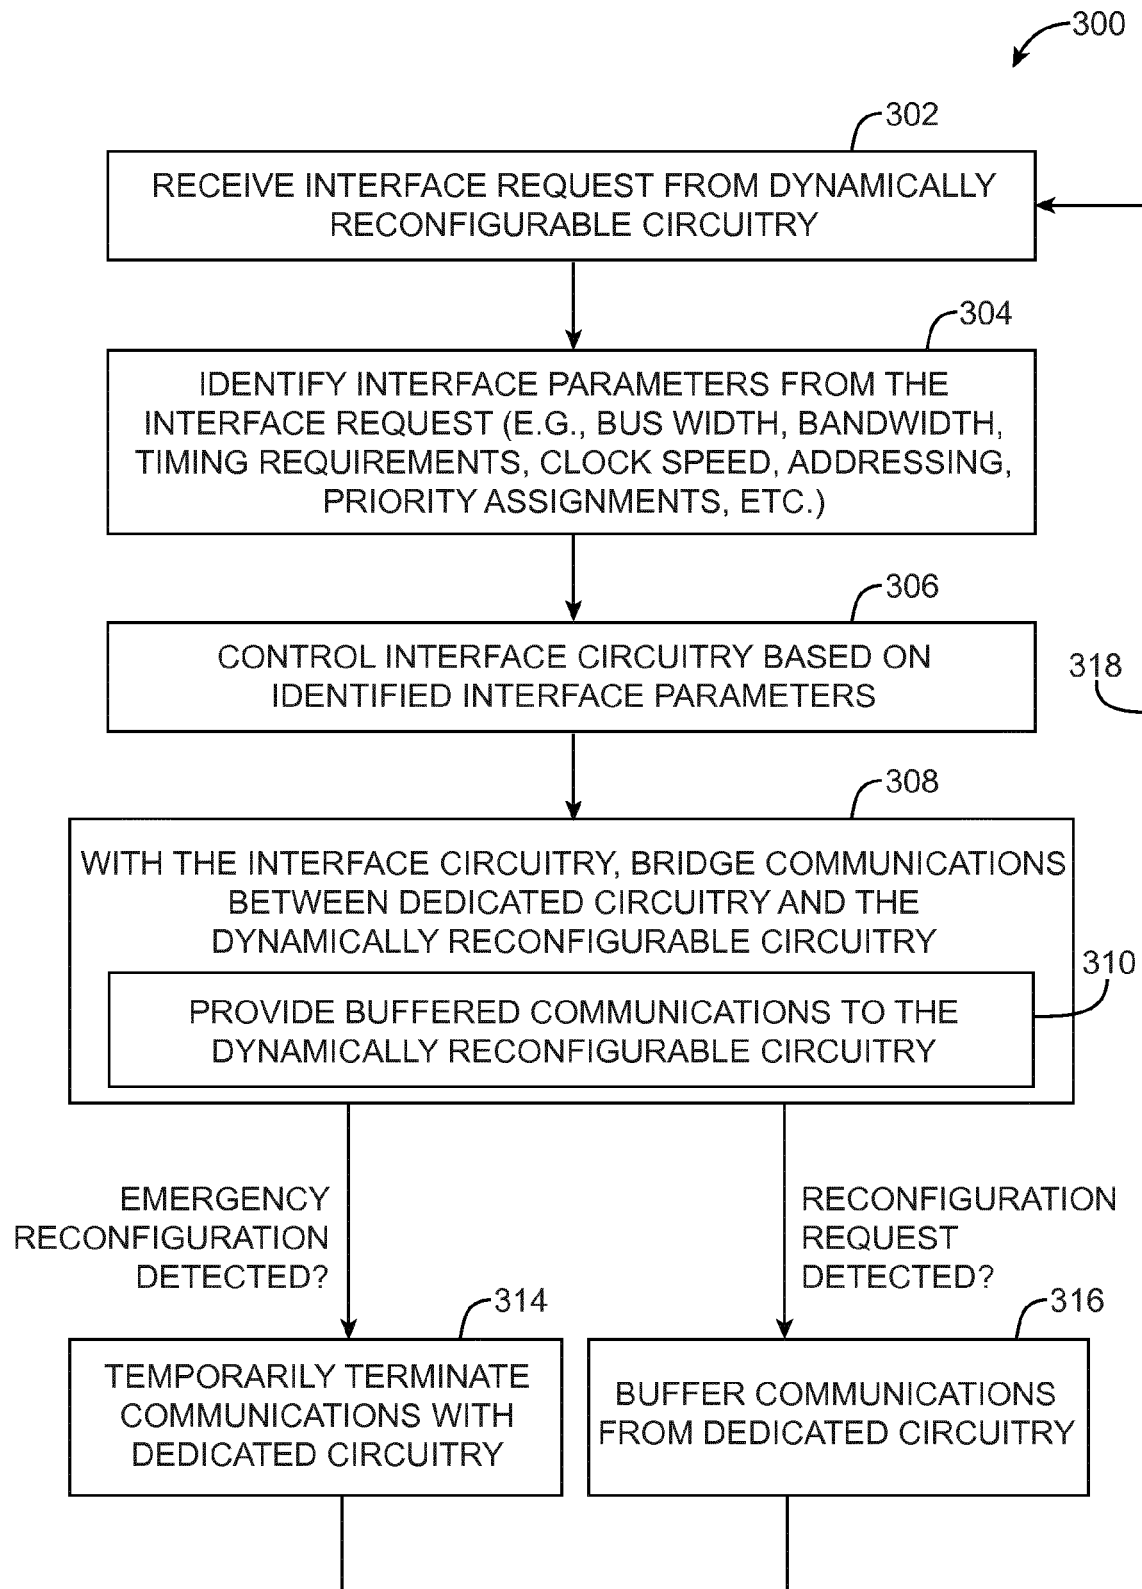 300
302
RECEIVE INTERFACE REQUEST FROM DYNAMICALLY
RECONFIGURABLE CIRCUITRY
304
IDENTIFY INTERFACE PARAMETERS FROM THE
INTERFACE REQUEST (E.G., BUS WIDTH, BANDWIDTH,
TIMING REQUIREMENTS, CLOCK SPEED, ADDRESSING,
PRIORITY ASSIGNMENTS, ETC.)
306
CONTROL INTERFACE CIRCUITRY BASED ON
IDENTIFIED INTERFACE PARAMETERS
318
308
WITH THE INTERFACE CIRCUITRY, BRIDGE COMMUNICATIONS
BETWEEN DEDICATED CIRCUITRY AND THE
DYNAMICALLY RECONFIGURABLE CIRCUITRY
310
PROVIDE BUFFERED COMMUNICATIONS TO THE
DYNAMICALLY RECONFIGURABLE CIRCUITRY
EMERGENCY
RECONFIGURATION
DETECTED?
RECONFIGURATION
REQUEST
DETECTED?
314
TEMPORARILY TERMINATE
COMMUNICATIONS WITH
DEDICATED CIRCUITRY
316
BUFFER COMMUNICATIONS
FROM DEDICATED CIRCUITRY